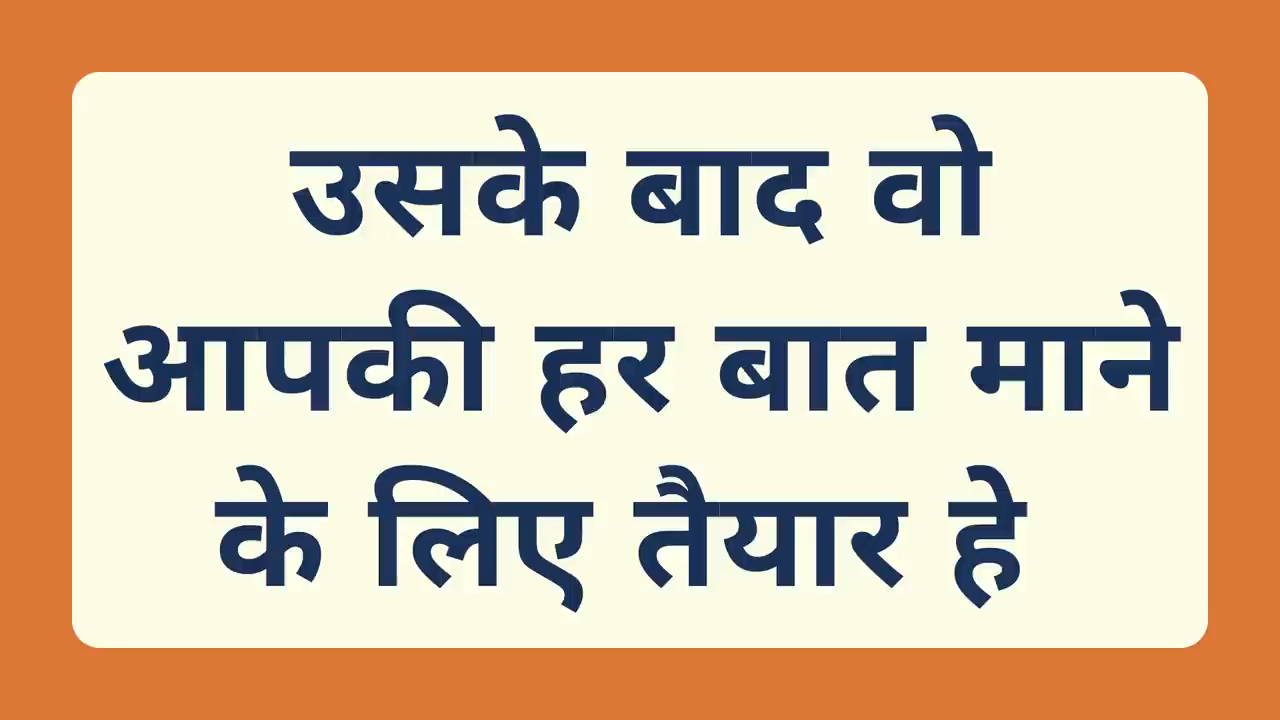 उसके बाद वो
आपकी हर बात माने
के लिए तैयार हे